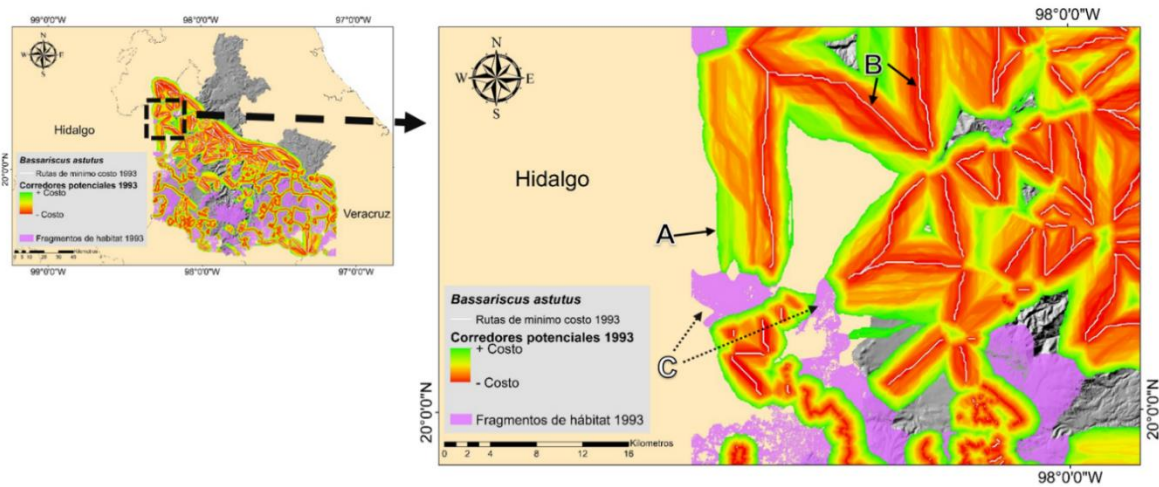 99°0'0"W 98°0'0"W 97°0'0"W
N
W E
S
Hidalgo
20°0'0"N
Bassariscus astutus
Rutas de minimo costo 1993
Corredores potenciales 1993
+ Costo
- Costo
Fragmentos de hábitat 1993
Veracruz
99°0'0"W 98°0'0"W 97°0'0"W
98°0'0"W
N
W E
S
B
Hidalgo
A
Bassariscus astutus
Rutas de minimo costo 1993
Corredores potenciales 1993
+ Costo
- Costo
C
Fragmentos de hábitat 1993
Kilometros
0 2 4 8 12 16
20°0'0"N
20°0'0"N
98°0'0"W